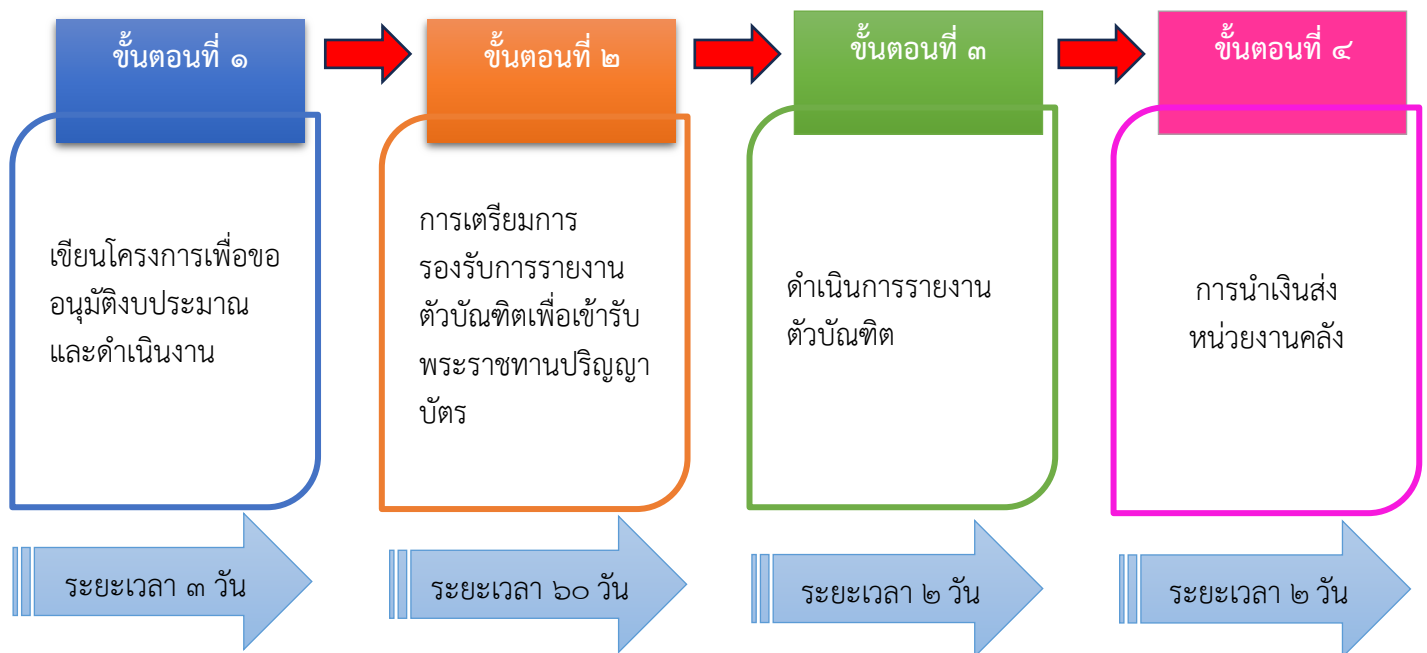 ขั้นตอนที่ ๑
ขั้นตอนที่ ๒
ขั้นตอนที่ ๓
ขั้นตอนที่ ๔
เขียนโครงการเพื่อขอ
อนุมัติงบประมาณ
และดำเนินงาน
การเตรียมการ
รองรับการรายงาน
ตัวบัณฑิตเพื่อเข้ารับ
พระราชทานปริญญา
บัตร
ดำเนินการรายงาน
ตัวบัณฑิต
การนำเงินส่ง
หน่วยงานคลัง
ระยะเวลา ๓ วัน
ระยะเวลา ๖๐ วัน
ระยะเวลา ๒ วัน
ระยะเวลา ๒ วัน